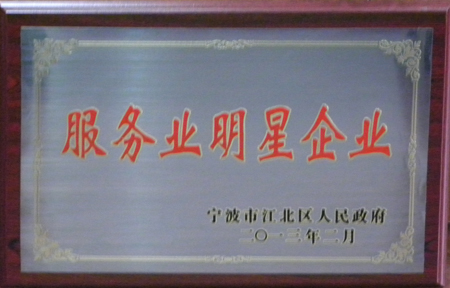 服务业明星企业
宁波市江北区人民政府
二〇一三年二月